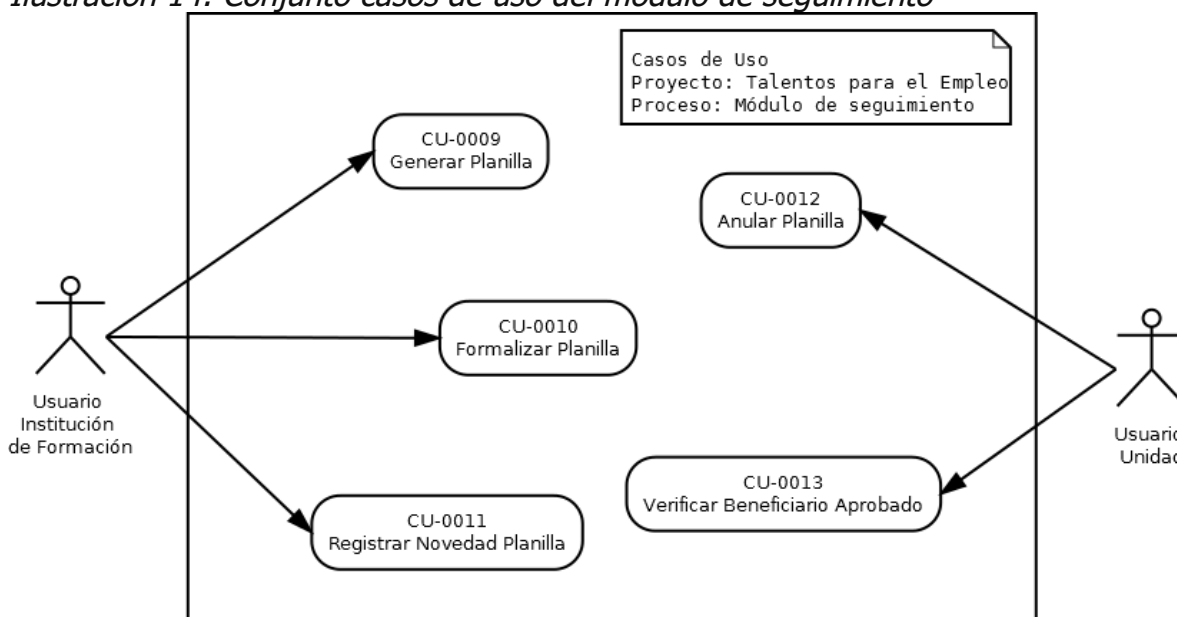 Ilustración 14. Conjunto casos de uso del módulo de seguimiento
Casos de Uso
Proyecto: Talentos para el Empleo
Proceso: Módulo de seguimiento
CU-0009
Generar Planilla
CU-0012
Anular Planilla
CU-0010
Formalizar Planilla
Usuario
Institución
de Formación
Usuario
Unidad
CU-0013
Verificar Beneficiario Aprobado
CU-0011
Registrar Novedad Planilla